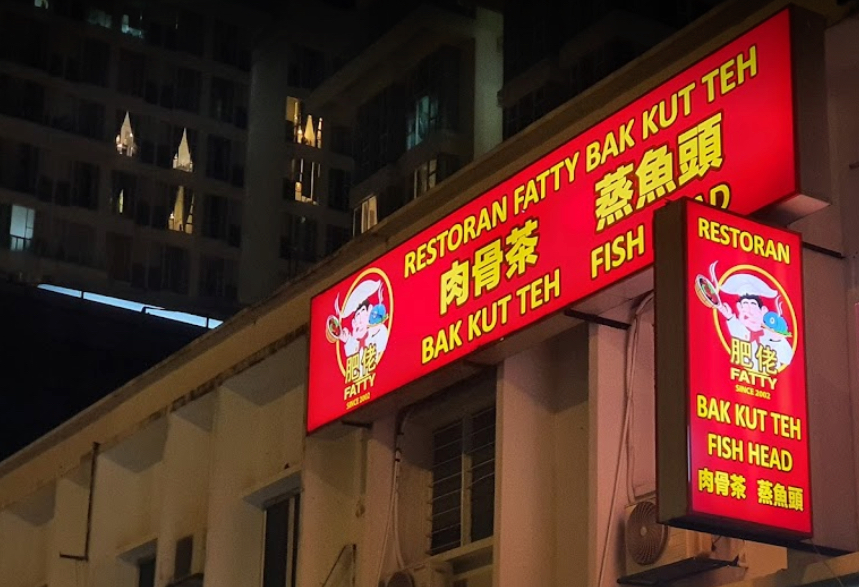 RESTORAN FATTY BAK KUT TEH
肉骨茶 蒸魚頭
BAK KUT TEH FISH HEAD
肥佬
FATTY
SINCE 2002
RESTORAN
肥佬
FATTY
SINCE 2002
BAK KUT TEH
FISH HEAD
肉骨茶 蒸魚頭